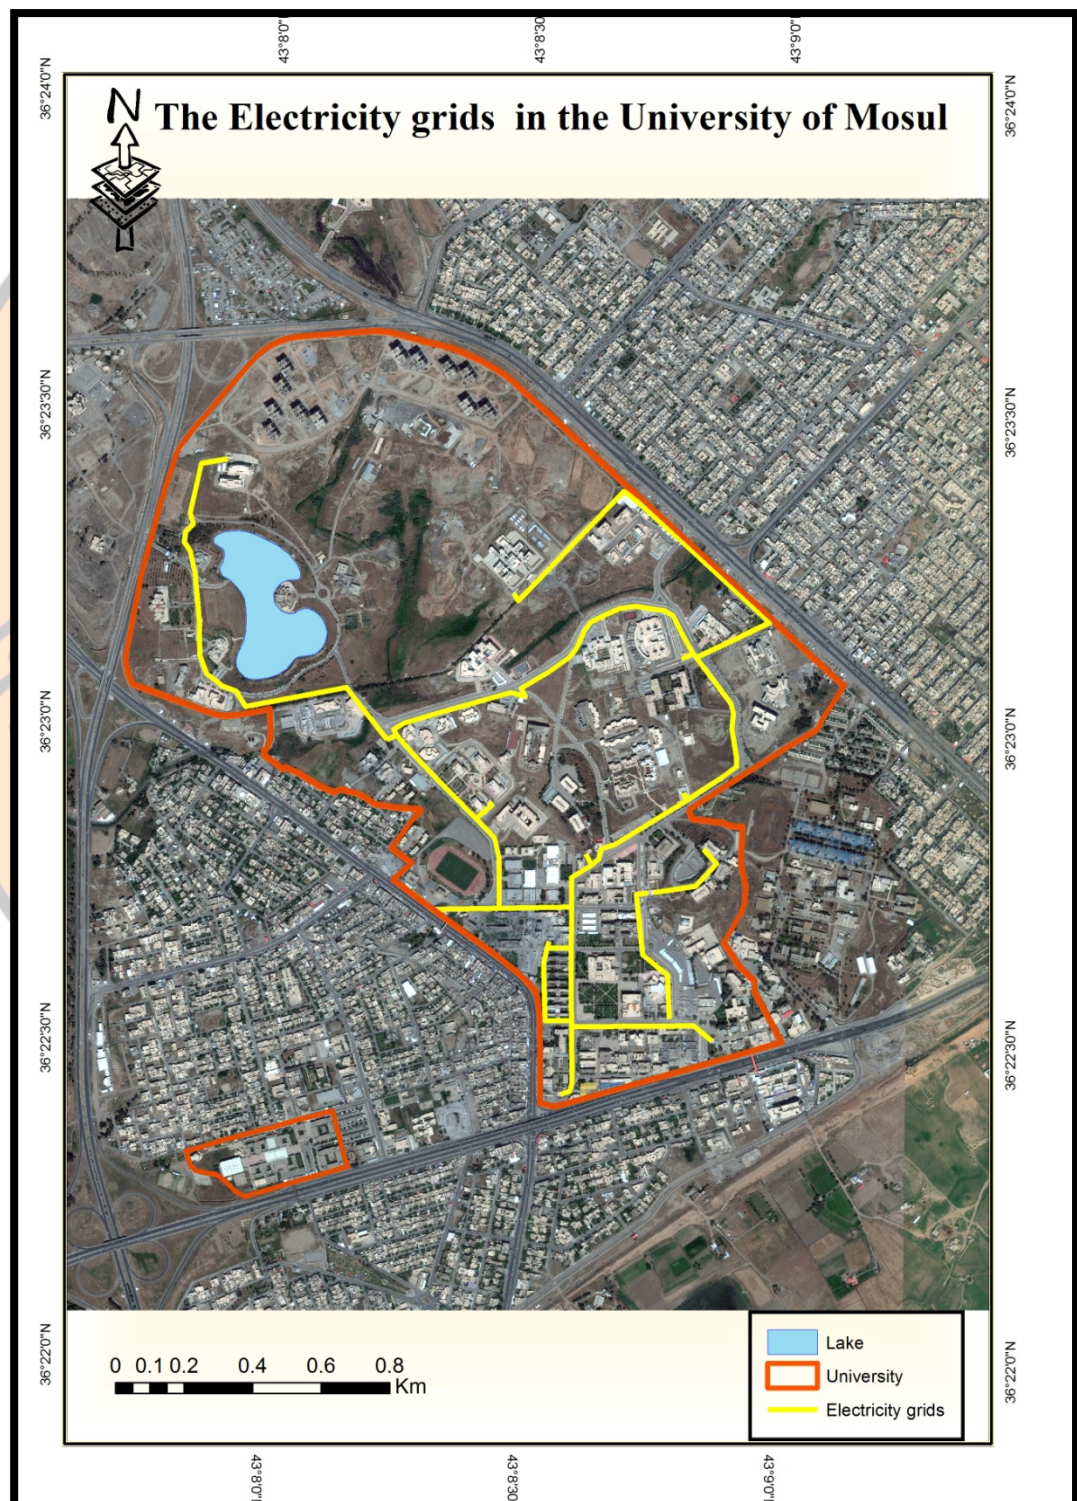 43°8'0"
43°8'30
43°9'0"
36°24'0"N
36°24'0"N
N
The Electricity grids in the University of Mosul
36°23'30"N
36°23'30"N
36°23'0"N
36°23'0"N
36°22'30"N
36°22'30"N
36°22'0"N
36°22'0"N
0 0.1 0.2 0.4 0.6 0.8
Km
Lake
University
Electricity grids
43°8'0"
43°8'30
43°9'0"